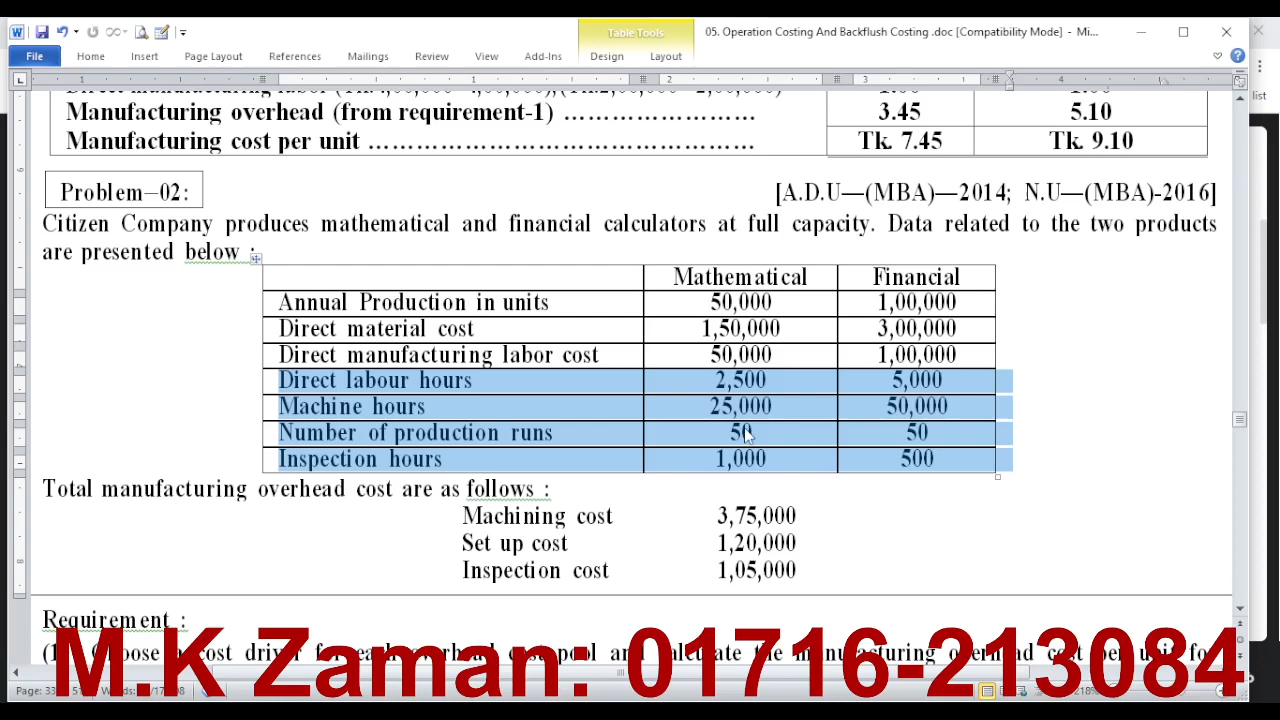 05. Operation Costing And Backflush Costing .doc [Compatibility Mode] - Mi...
Table Tools
File Home Insert Page Layout References Mailings Review View Add-Ins Design Layout
Manufacturing overhead (from requirement-1) …………………… 3.45 5.10
Manufacturing cost per unit …………………………………………… Tk. 7.45 Tk. 9.10
Problem–02: [A.D.U—(MBA)—2014; N.U—(MBA)-2016]
Citizen Company produces mathematical and financial calculators at full capacity. Data related to the two products
are presented below :
Mathematical Financial
Annual Production in units 50,000 1,00,000
Direct material cost 1,50,000 3,00,000
Direct manufacturing labor cost 50,000 1,00,000
Direct labour hours 2,500 5,000
Machine hours 25,000 50,000
Number of production runs 50 50
Inspection hours 1,000 500
Total manufacturing overhead cost are as follows :
Machining cost 3,75,000
Set up cost 1,20,000
Inspection cost 1,05,000
Requirement :
M.K Zaman: 01716-213084